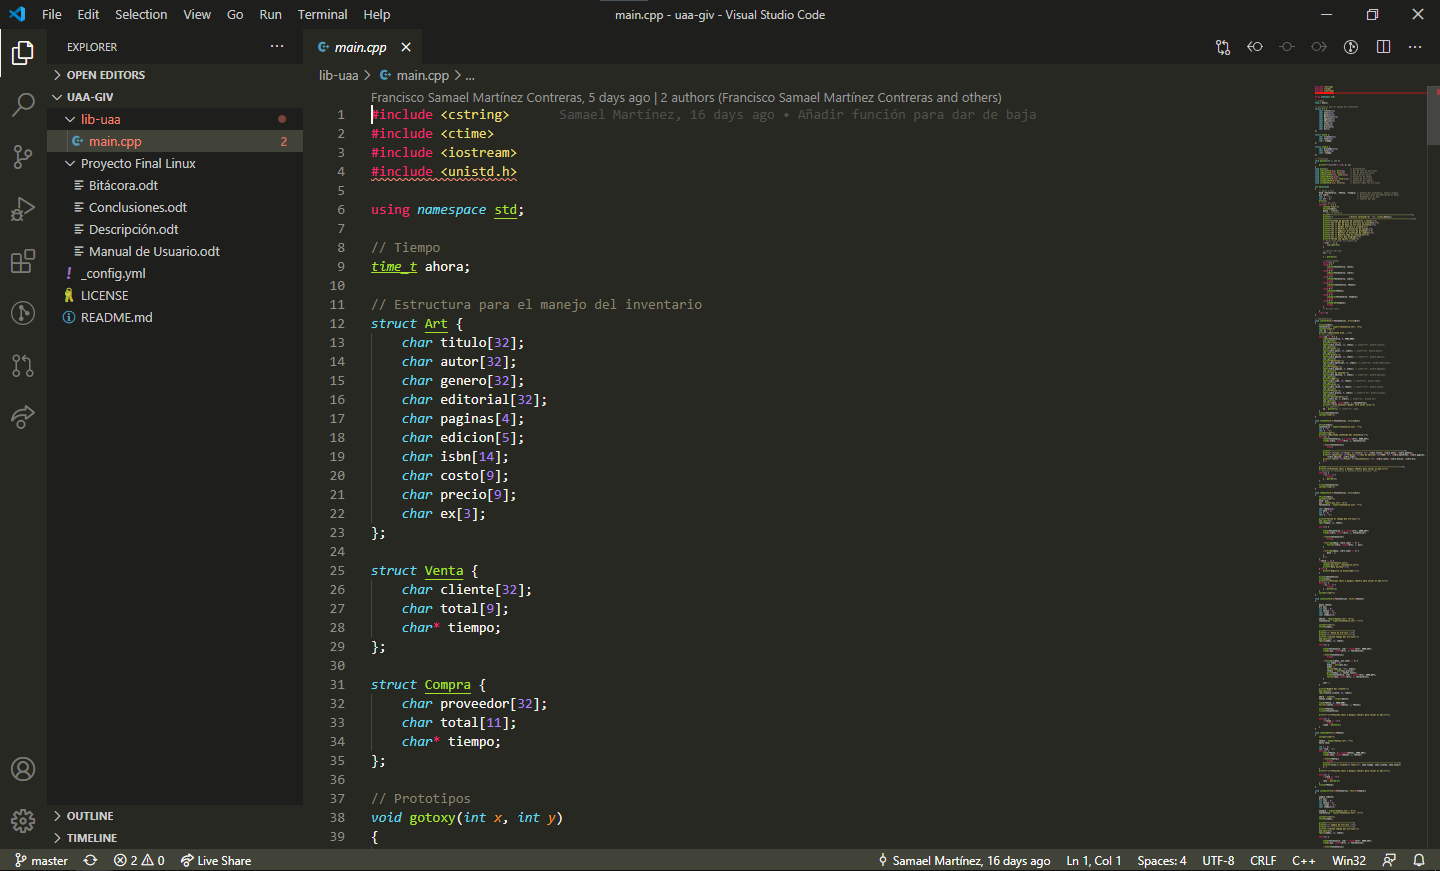 File Edit Selection View Go Run Terminal Help
main.cpp - uaa-giv - Visual Studio Code
EXPLORER
main.cpp
OPEN EDITORS
UAA-GIV
lib-uaa
main.cpp 2
Proyecto Final Linux
Bitácora.odt
Conclusiones.odt
Descripción.odt
Manual de Usuario.odt
_config.yml
LICENSE
README.md
OUTLINE
TIMELINE
lib-uaa > main.cpp > ...
Francisco Samael Martínez Contreras, 5 days ago | 2 authors (Francisco Samael Martínez Contreras and others)
1 #include <cstring> Samael Martínez, 16 days ago • Añadir función para dar de baja
2 #include <ctime>
3 #include <iostream>
4 #include <unistd.h>
5
6 using namespace std;
7
8 // Tiempo
9 time_t ahora;
10
11 // Estructura para el manejo del inventario
12 struct Art {
13 char titulo[32];
14 char autor[32];
15 char genero[32];
16 char editorial[32];
17 char paginas[4];
18 char edicion[5];
19 char isbn[14];
20 char costo[9];
21 char precio[9];
22 char ex[3];
23 };
24
25 struct Venta {
26 char cliente[32];
27 char total[9];
28 char* tiempo;
29 };
30
31 struct Compra {
32 char proveedor[32];
33 char total[11];
34 char* tiempo;
35 };
36
37 // Prototipos
38 void gotoxy(int x, int y)
39 {
master 2 0 Live Share
Samael Martínez, 16 days ago Ln 1, Col 1 Spaces: 4 UTF-8 CRLF C++ Win32